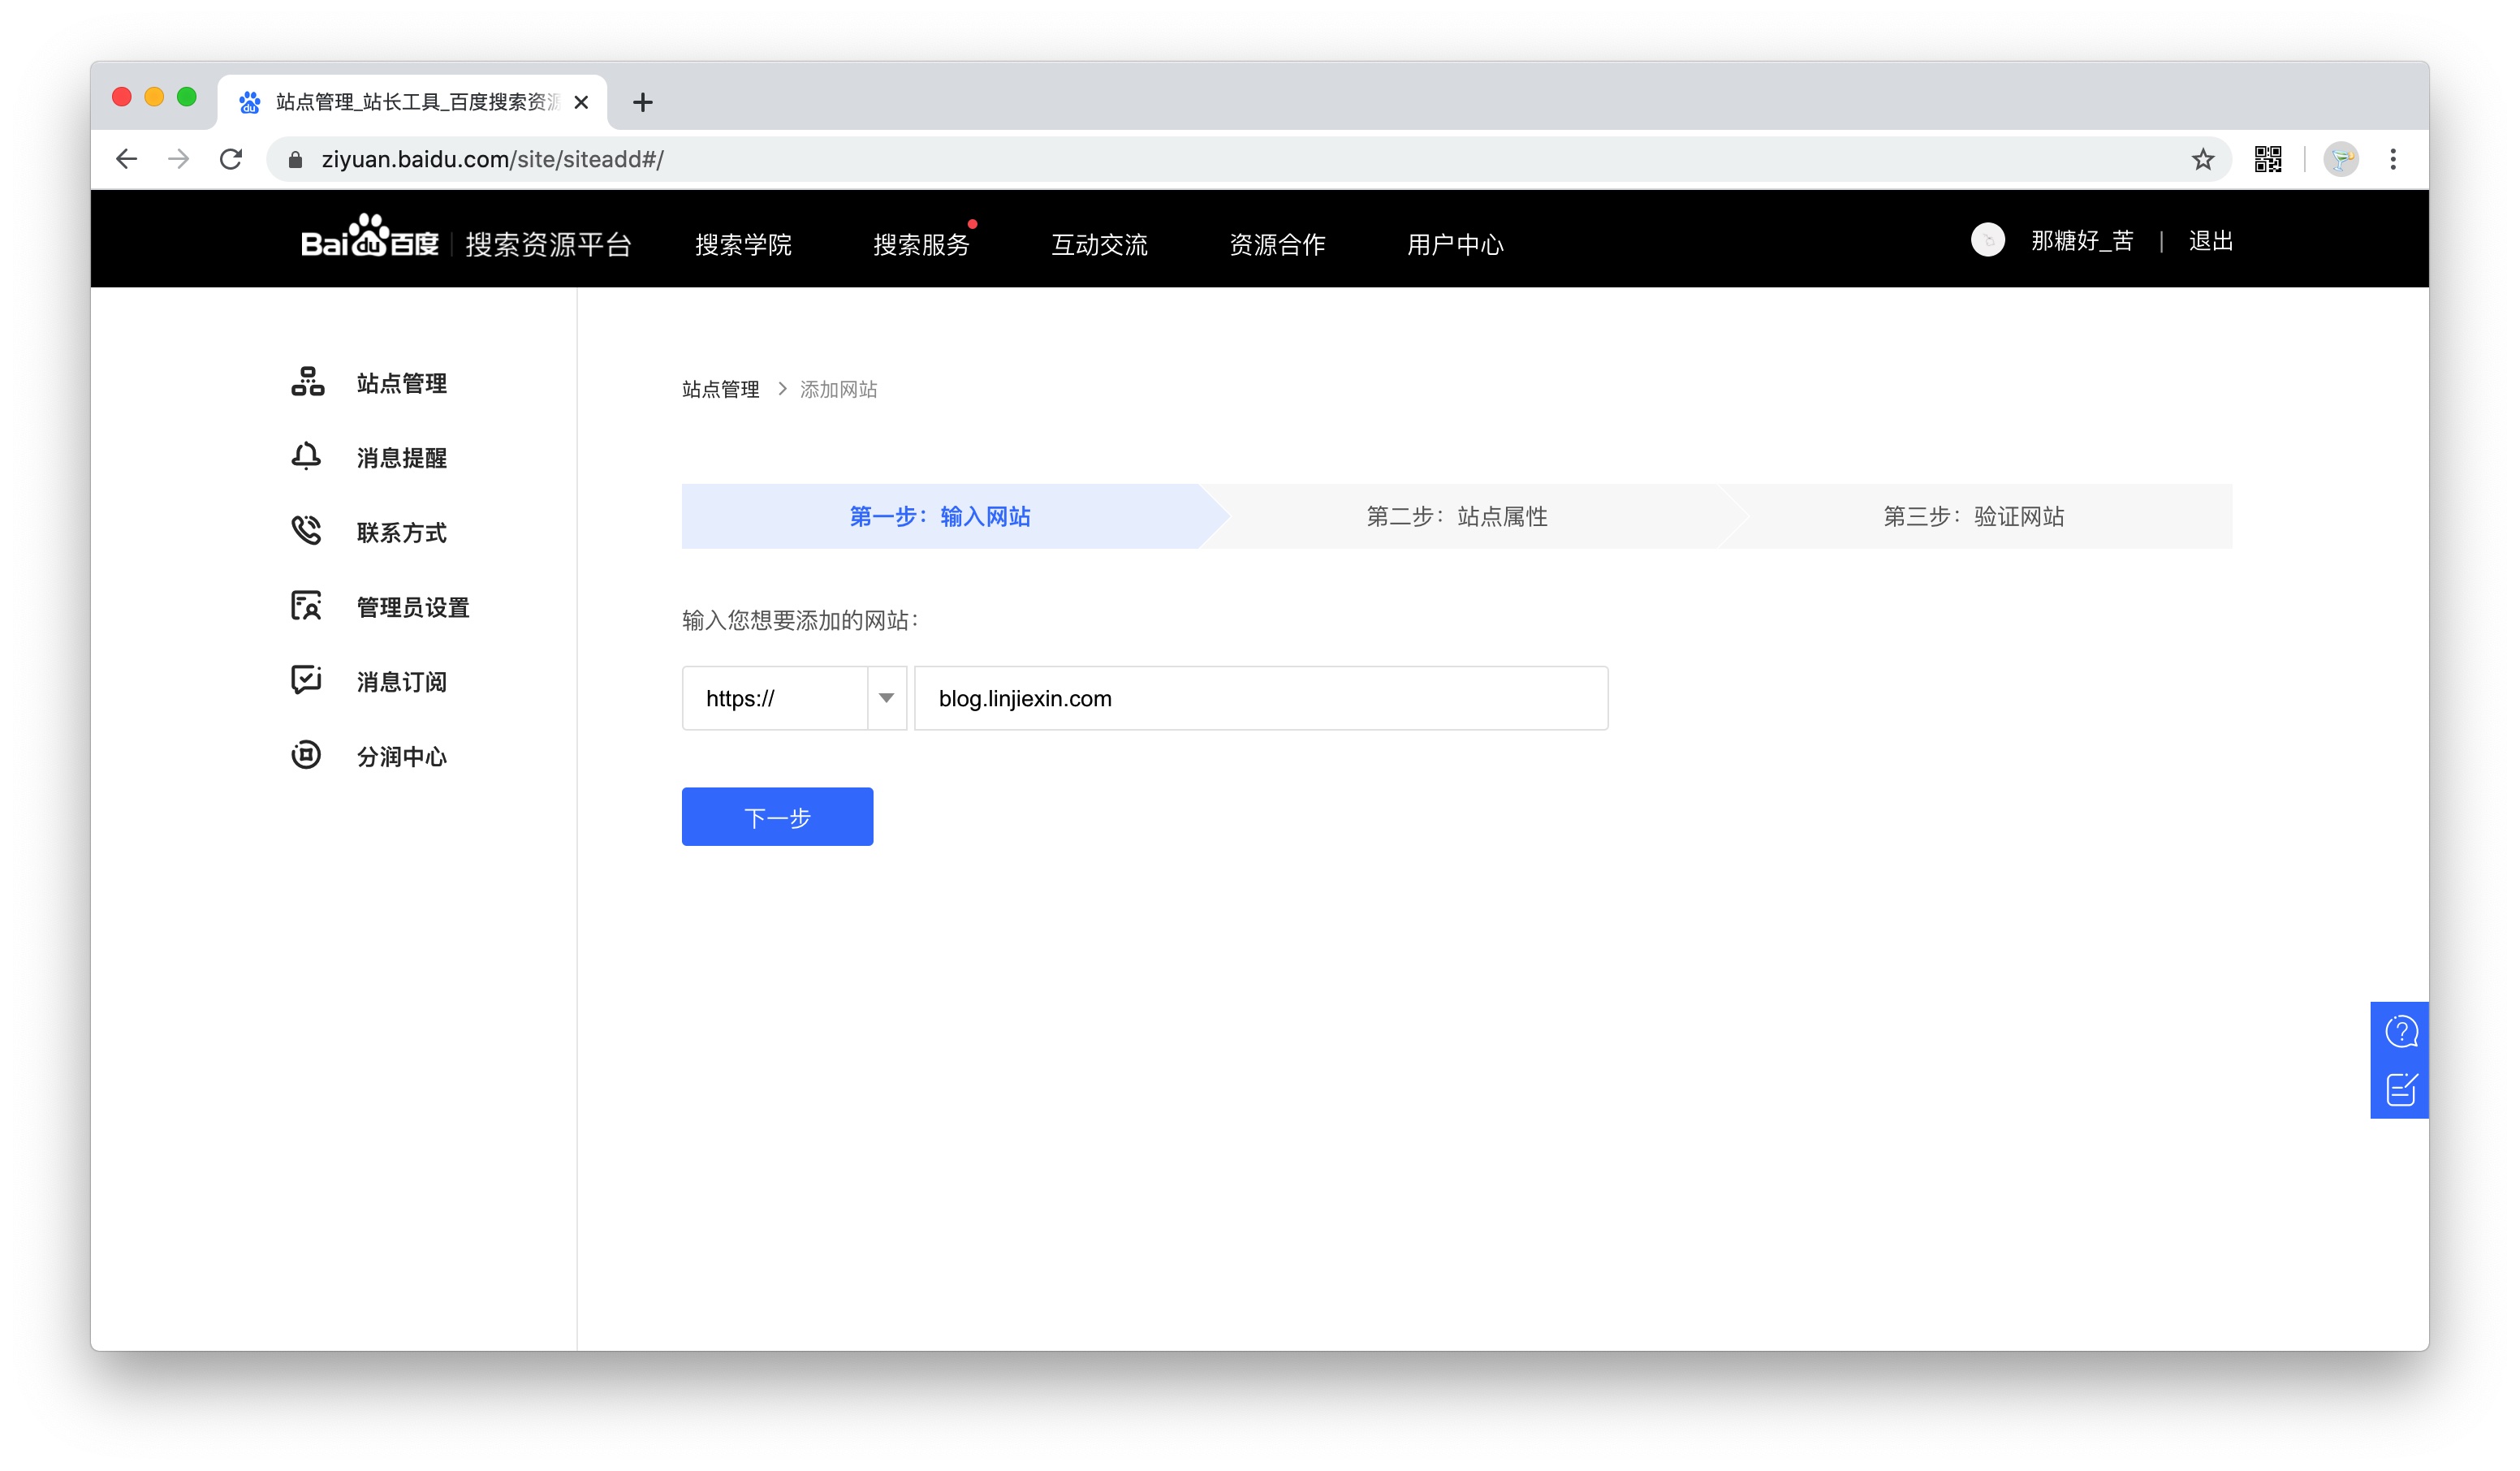 站点管理_站长工具_百度搜索资源
ziyuan.baidu.com/site/siteadd#/
Baidu百度 搜索资源平台 搜索学院 搜索服务 互动交流 资源合作 用户中心 那糖好_苦 | 退出
站点管理
消息提醒
联系方式
管理员设置
消息订阅
分润中心
站点管理 > 添加网站
第一步：输入网站 第二步：站点属性 第三步：验证网站
输入您想要添加的网站：
https:// blog.linjiexin.com
下一步